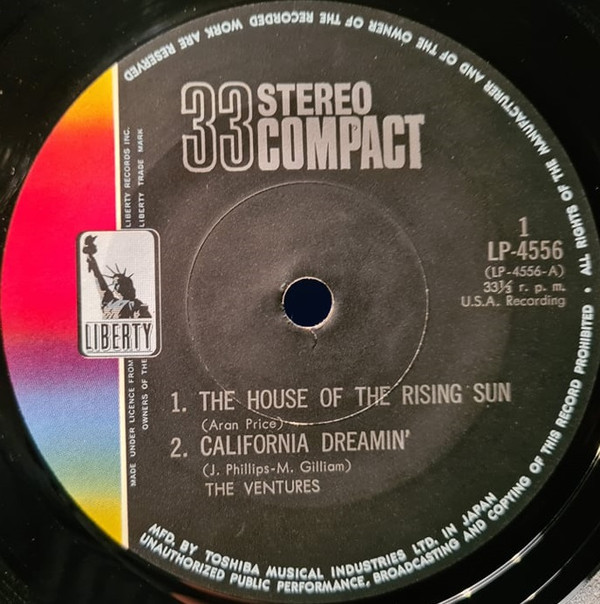 33 STEREO
COMPACT
1
LP-4556
(LP-4556-A)
33⅓ r. p. m.
U.S.A. Recording
LIBERTY
LIBERTY RECORDS INC.
LIBERTY TRADE MARK
MADE UNDER LICENCE FROM
OWNERS OF THE
1. THE HOUSE OF THE RISING SUN
(Aran Price)
2. CALIFORNIA DREAMIN'
(J. Phillips-M. Gilliam)
THE VENTURES
MFD. BY TOSHIBA MUSICAL INDUSTRIES LTD. IN JAPAN
ALL RIGHTS OF THE MANUFACTURER AND OF THE OWNER OF THE RECORDED WORK ARE RESERVED
UNAUTHORIZED PUBLIC PERFORMANCE, BROADCASTING AND COPYING OF THIS RECORD PROHIBITED •